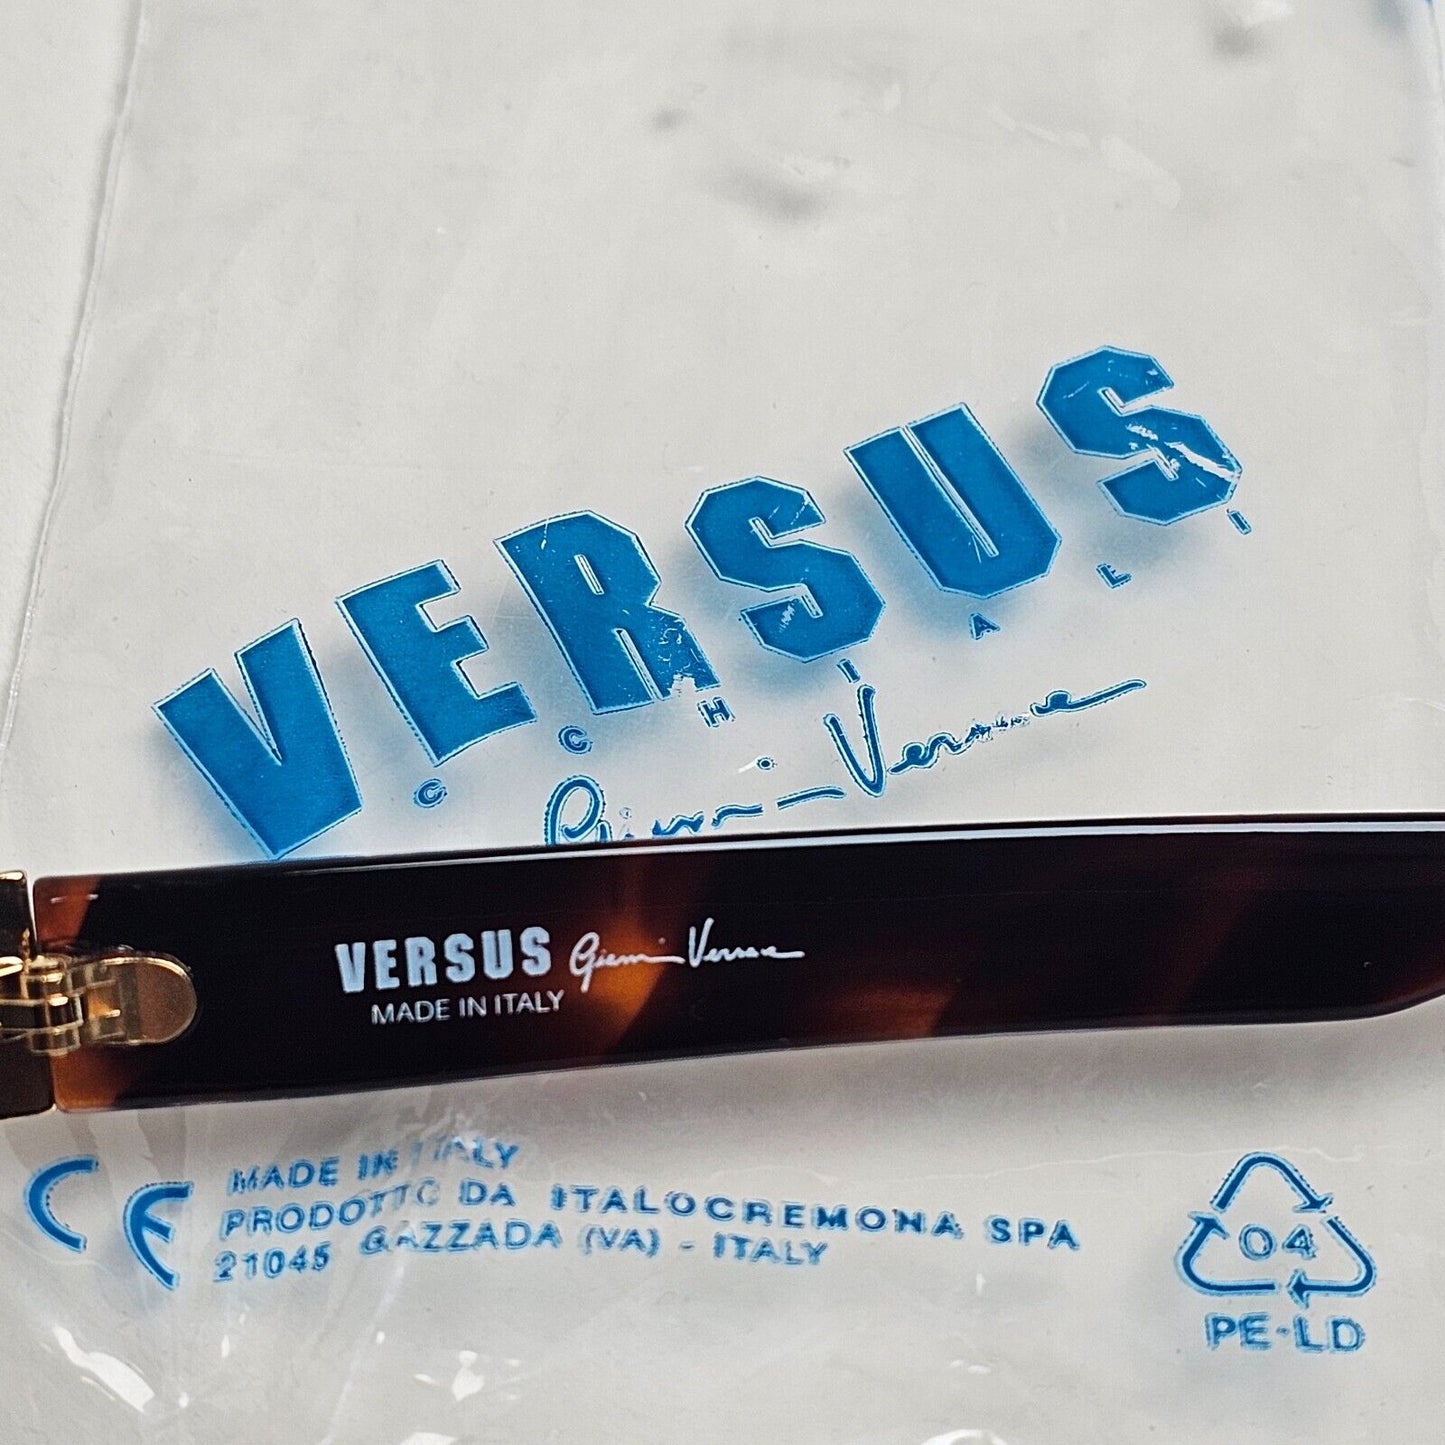 VERSUS
OCCHIALI
Gianni Versace
VERSUS Gianni Versace
MADE IN ITALY
CE MADE IN ITALY
PRODOTTO DA ITALOCREMONA SPA
21045 GAZZADA (VA) - ITALY
04
PE-LD